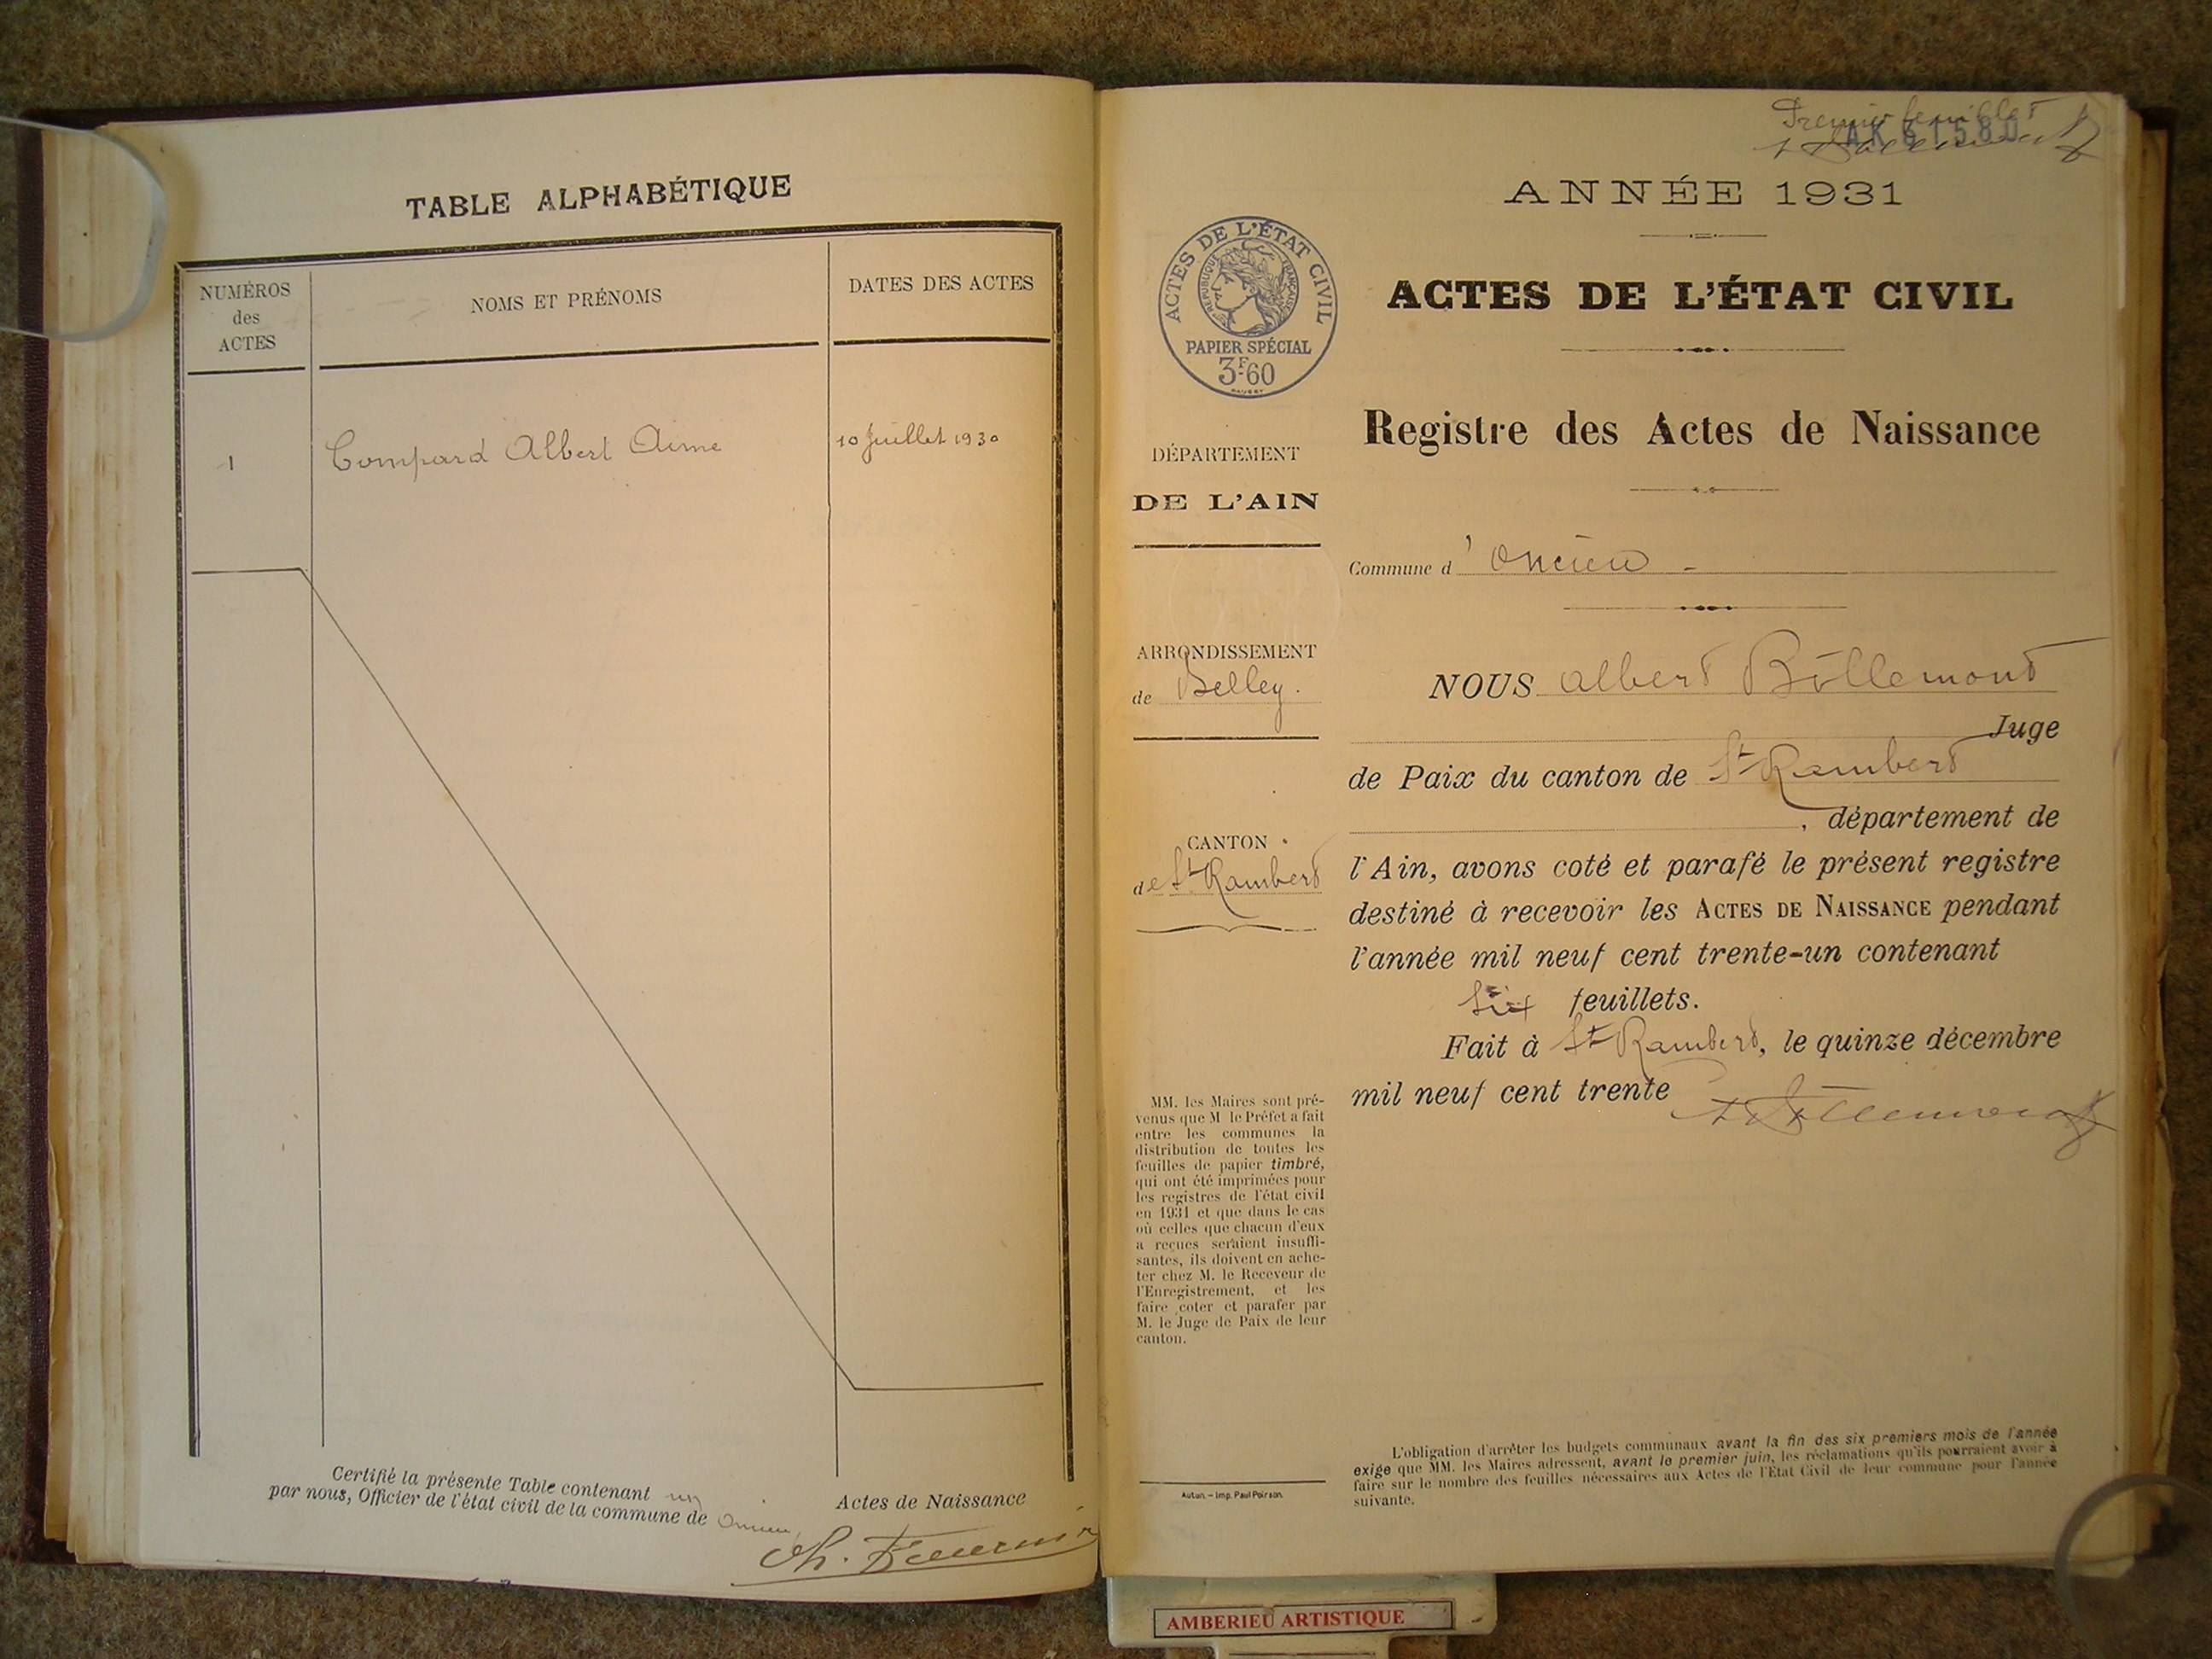 TABLE ALPHABÉTIQUE
NUMÉROS
des
ACTES
NOMS ET PRÉNOMS
DATES DES ACTES
1 Compard Albert Aimé 10 Juillet 1930
Certifié la présente Table contenant un Actes de Naissance
par nous, Officier de l'état civil de la commune de Oncieu,
Premier feuillet
AK 61580
ANNÉE 1931
ACTES DE L'ÉTAT CIVIL
Registre des Actes de Naissance
Commune d'Oncieu -
ACTES DE L'ÉTAT CIVIL
RÉPUBLIQUE FRANÇAISE
PAPIER SPÉCIAL
3F60
DÉPARTEMENT
DE L'AIN
ARRONDISSEMENT
de Belley.
CANTON
de St Rambert
MM. les Maires sont pré-
venus que M le Préfet a fait
entre les communes la
distribution de toutes les
feuilles de papier timbré,
qui ont été imprimées pour
les registres de l'état civil
en 1931 et que dans le cas
où celles que chacun d'eux
a reçues seraient insuffi-
santes, ils doivent en ache-
ter chez M. le Receveur de
l'Enregistrement, et les
faire coter et parafer par
M. le Juge de Paix de leur
canton.
Autun. — Imp. Paul Poirson.
NOUS Albert Böllemont
Juge
de Paix du canton de St Rambert
, département de
l'Ain, avons coté et parafé le présent registre
destiné à recevoir les ACTES DE NAISSANCE pendant
l'année mil neuf cent trente-un contenant
six feuillets.
Fait à St Rambert, le quinze décembre
mil neuf cent trente
L'obligation d'arrêter les budgets communaux avant la fin des six premiers mois de l'année
exige que MM. les Maires adressent, avant le premier juin, les réclamations qu'ils pourraient avoir à
faire sur le nombre des feuilles nécessaires aux Actes de l'Etat Civil de leur commune pour l'année
suivante.
AMBERIEU ARTISTIQUE